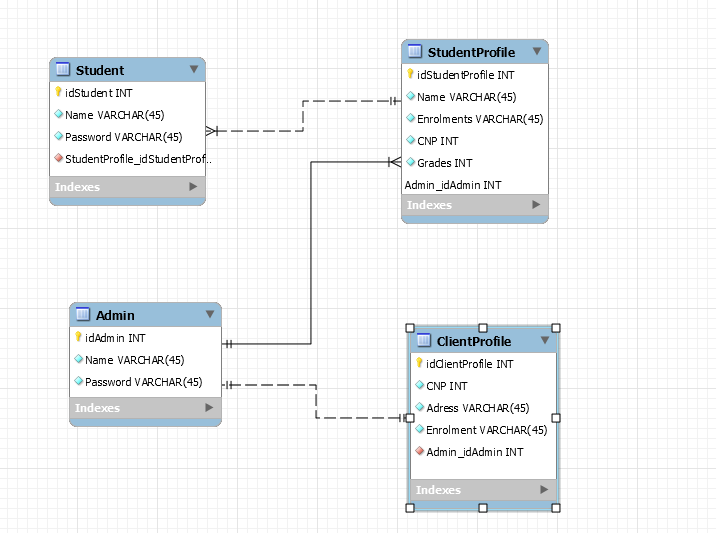 Student
idStudent INT
Name VARCHAR(45)
Password VARCHAR(45)
StudentProfile_idStudentProf...
Indexes
StudentProfile
idStudentProfile INT
Name VARCHAR(45)
Enrolments VARCHAR(45)
CNP INT
Grades INT
Admin_idAdmin INT
Indexes
Admin
idAdmin INT
Name VARCHAR(45)
Password VARCHAR(45)
Indexes
ClientProfile
idClientProfile INT
CNP INT
Adress VARCHAR(45)
Enrolment VARCHAR(45)
Admin_idAdmin INT
Indexes